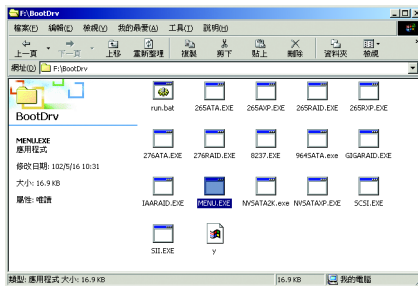 F:\BootDrv
檔案(F) 編輯(E) 檢視(V) 我的最愛(A) 工具(T) 說明(H)
上一頁 下一頁 上移 重新整理 複製 剪下 貼上 刪除 資料夾 檢視
網址(D) F:\BootDrv
BootDrv
MENU.EXE
應用程式
修改日期: 102/5/16 10:31
大小: 16.9 KB
屬性: 唯讀
run.bat 265ATA.EXE 265AXP.EXE 265RAID.EXE 265RXP.EXE
276ATA.EXE 276RAID.EXE 8237.EXE 964SATA.exe GIGARAID.EXE
IAARAID.EXE MENU.EXE NVSATA2K.exe NVSATAXP.EXE SCSI.EXE
SII.EXE y
類型: 應用程式 大小: 16.9 KB 16.9 KB 我的電腦